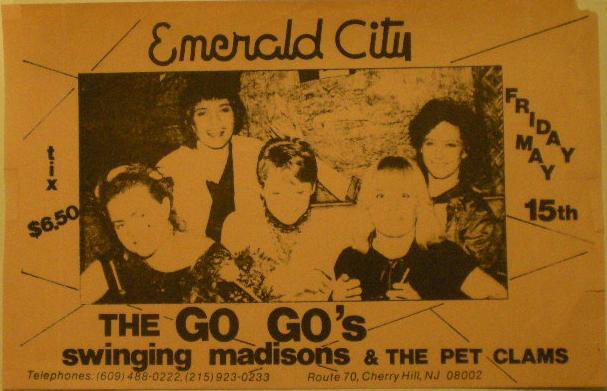 Emerald City
tix
$6.50
FRIDAY
MAY
15th
THE GO GO's
swinging madisons & THE PET CLAMS
Telephones: (609) 488-0222, (215) 923-0233 Route 70, Cherry Hill, NJ 08002